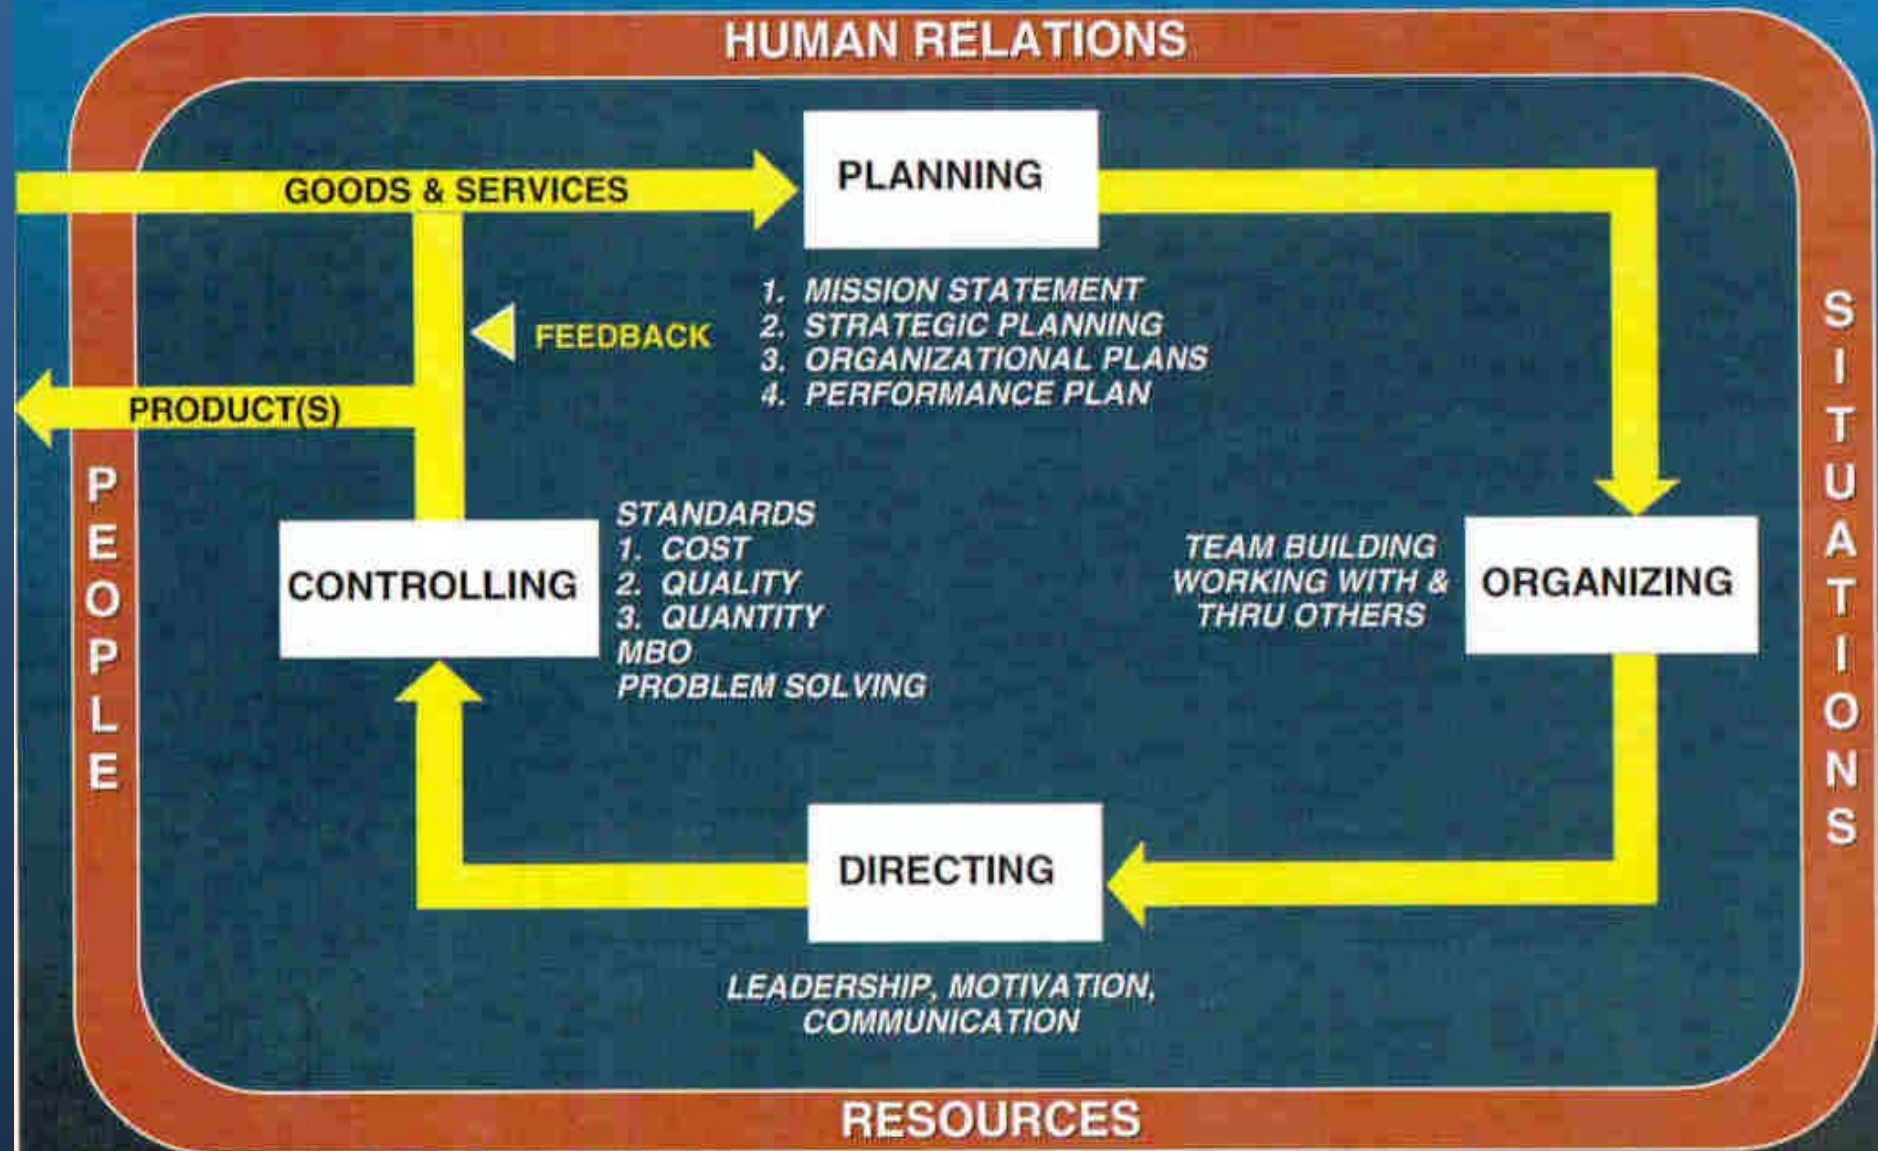 HUMAN RELATIONS
GOODS & SERVICES
PLANNING
1. MISSION STATEMENT
2. STRATEGIC PLANNING
3. ORGANIZATIONAL PLANS
4. PERFORMANCE PLAN
FEEDBACK
PRODUCT(S)
PEOPLE
CONTROLLING
STANDARDS
1. COST
2. QUALITY
3. QUANTITY
MBO
PROBLEM SOLVING
TEAM BUILDING
WORKING WITH &
THRU OTHERS
ORGANIZING
SITUATIONS
DIRECTING
LEADERSHIP, MOTIVATION,
COMMUNICATION
RESOURCES